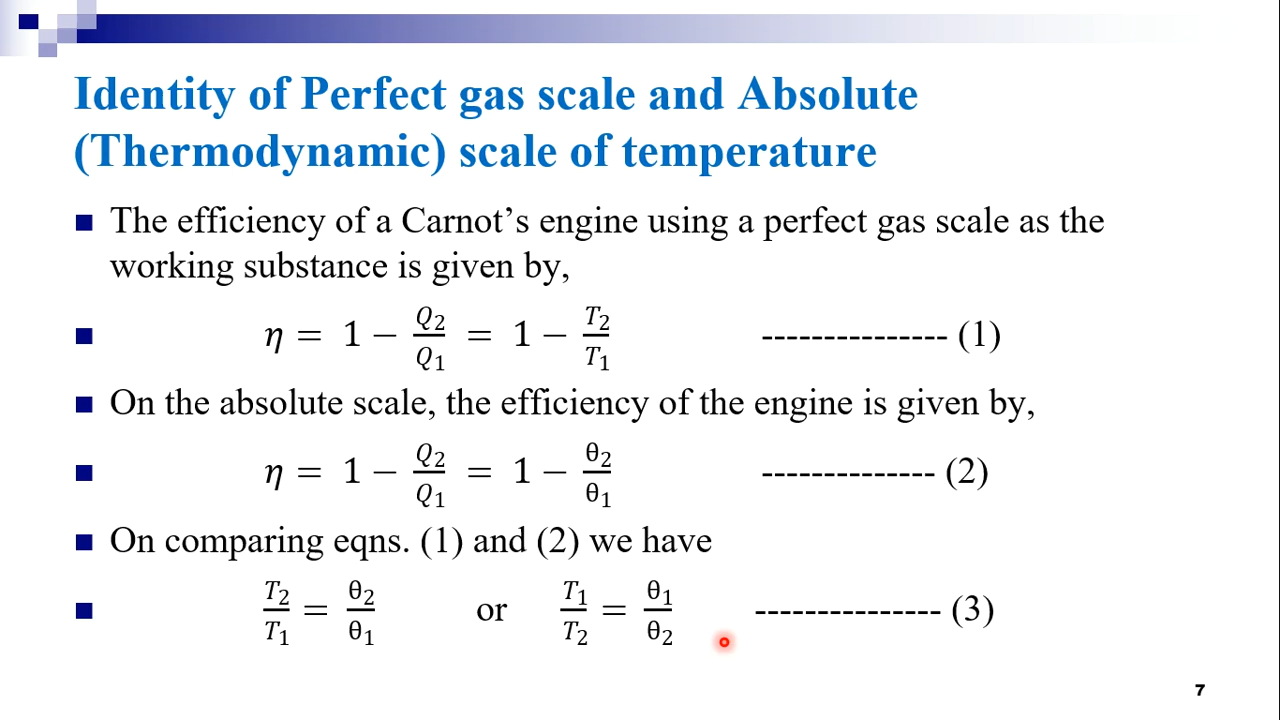 Identity of Perfect gas scale and Absolute
(Thermodynamic) scale of temperature
■ The efficiency of a Carnot’s engine using a perfect gas scale as the
working substance is given by,
■ η = 1 − Q₂/Q₁ = 1 − T₂/T₁ --------------- (1)
■ On the absolute scale, the efficiency of the engine is given by,
■ η = 1 − Q₂/Q₁ = 1 − θ₂/θ₁ -------------- (2)
■ On comparing eqns. (1) and (2) we have
■ T₂/T₁ = θ₂/θ₁ or T₁/T₂ = θ₁/θ₂ --------------- (3)
7